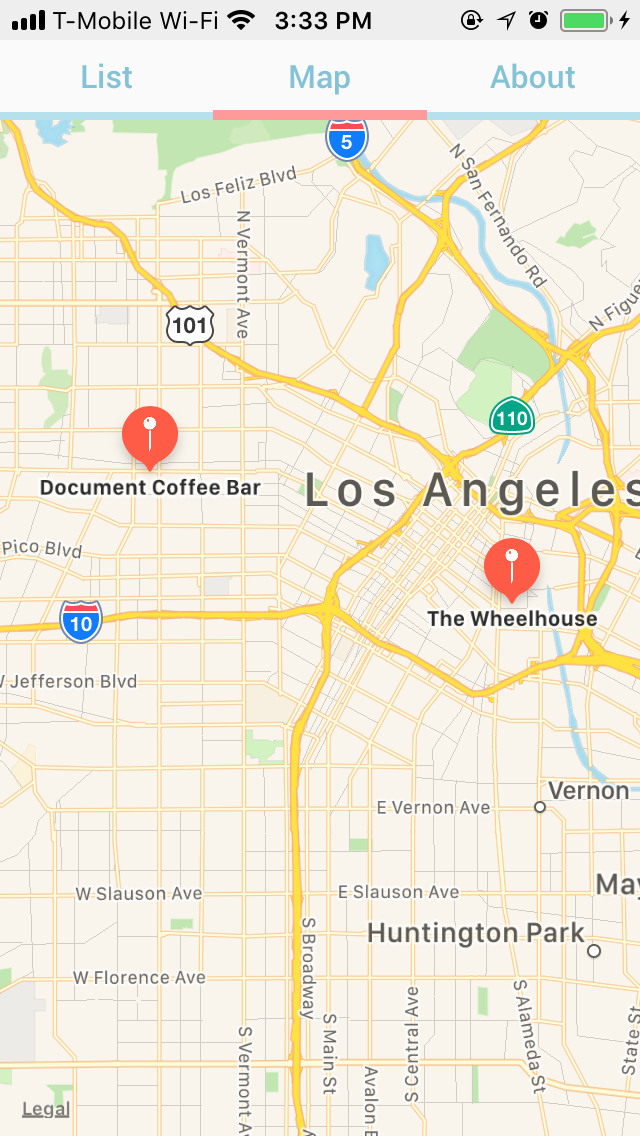 T-Mobile Wi-Fi 3:33 PM
List Map About
5
Los Feliz Blvd
N San Fernando Rd
N Vermont Ave
N Figue
101
110
Document Coffee Bar
Los Angeles
Pico Blvd
E
The Wheelhouse
10
W Jefferson Blvd
Vernon
E Vernon Ave
May
W Slauson Ave
E Slauson Ave
Huntington Park
S Broadway
W Florence Ave
S Alameda St
S Central Ave
S Main St
State St
S Vermont A
Avalon B
Legal